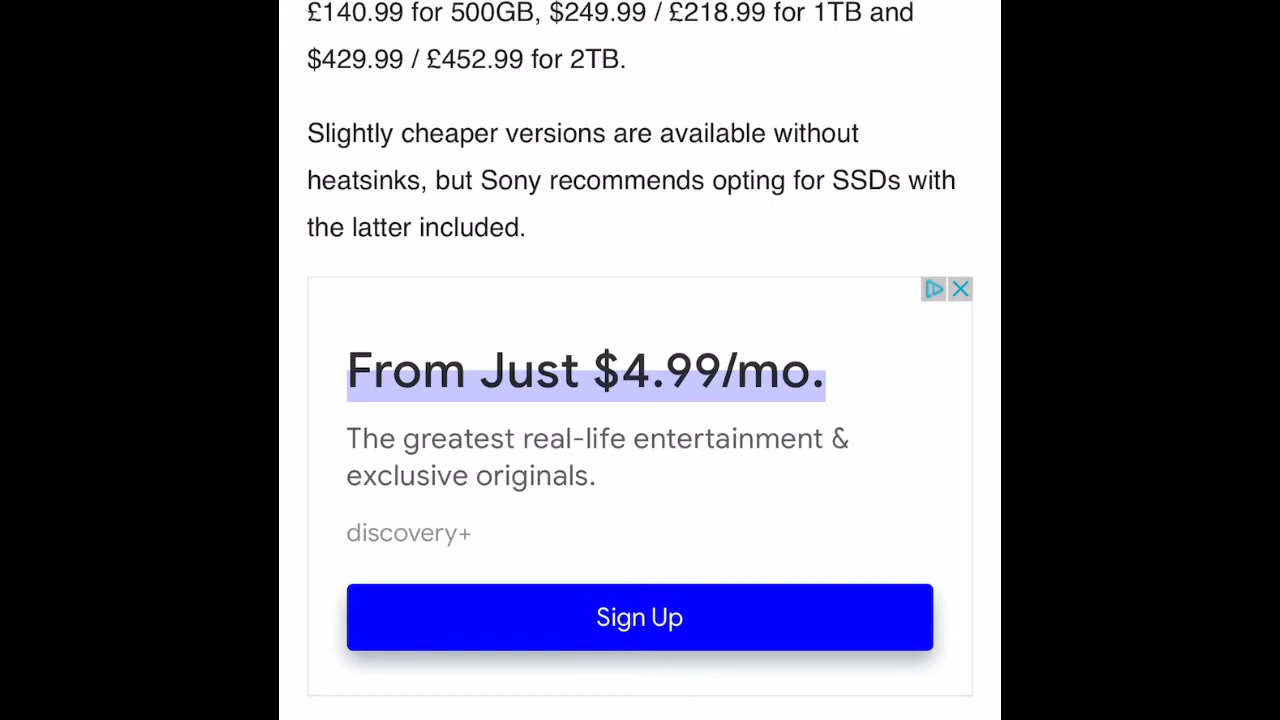 £140.99 for 500GB, $249.99 / £218.99 for 1TB and
$429.99 / £452.99 for 2TB.
Slightly cheaper versions are available without
heatsinks, but Sony recommends opting for SSDs with
the latter included.
From Just $4.99/mo.
The greatest real-life entertainment &
exclusive originals.
discovery+
Sign Up